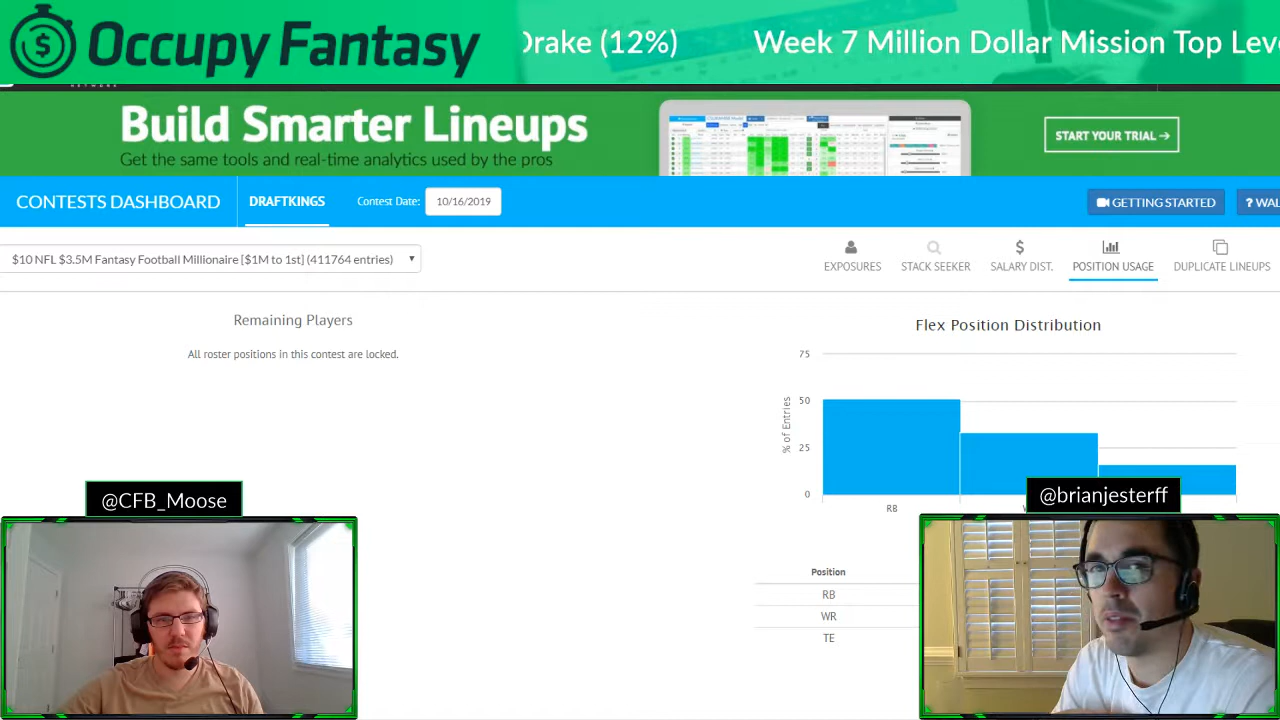 Occupy Fantasy
Drake (12%) Week 7 Million Dollar Mission Top Leve
Build Smarter Lineups
Get the same tools and real-time analytics used by the pros
START YOUR TRIAL →
CONTESTS DASHBOARD
DRAFTKINGS
Contest Date:
10/16/2019
GETTING STARTED
? WAL
$10 NFL $3.5M Fantasy Football Millionaire [$1M to 1st] (411764 entries)
EXPOSURES
STACK SEEKER
$
SALARY DIST.
POSITION USAGE
DUPLICATE LINEUPS
Remaining Players
All roster positions in this contest are locked.
Flex Position Distribution
75
50
25
0
% of Entries
RB
Position
RB
WR
TE
@CFB_Moose
@brianjesterff